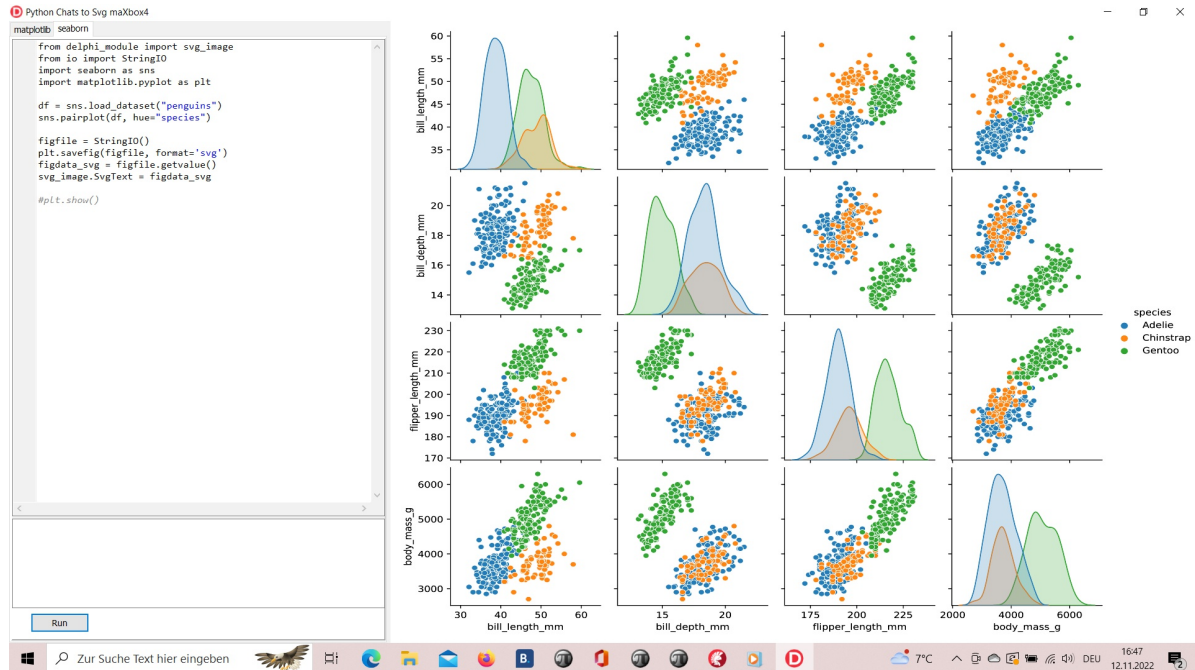 Python Chats to Svg maXbox4
matplotlib seaborn
from delphi_module import svg_image
from io import StringIO
import seaborn as sns
import matplotlib.pyplot as plt
df = sns.load_dataset("penguins")
sns.pairplot(df, hue="species")
figfile = StringIO()
plt.savefig(figfile, format='svg')
figdata_svg = figfile.getvalue()
svg_image.SvgText = figdata_svg
#plt.show()
Run
bill_length_mm
60
55
50
45
40
35
bill_depth_mm
20
18
16
14
flipper_length_mm
230
220
210
200
190
180
170
body_mass_g
6000
5000
4000
3000
30 40 50 60
bill_length_mm
15 20
bill_depth_mm
175 200 225
flipper_length_mm
2000 4000 6000
body_mass_g
species
Adelie
Chinstrap
Gentoo
Zur Suche Text hier eingeben
B.
7°C
DEU
16:47
12.11.2022
2